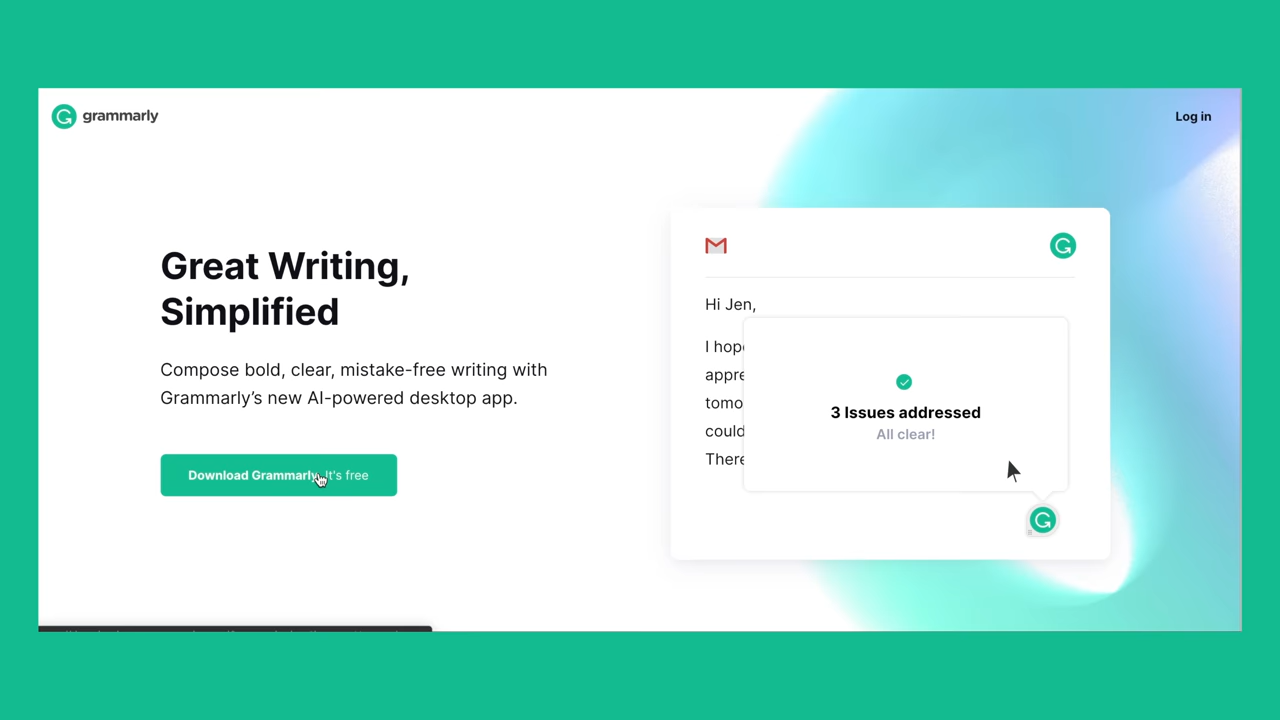 grammarly
Log in
Great Writing,
Simplified
Compose bold, clear, mistake-free writing with
Grammarly's new AI-powered desktop app.
Download Grammarly It's free
Hi Jen,
I hope
appre
tomo
could
There
3 Issues addressed
All clear!